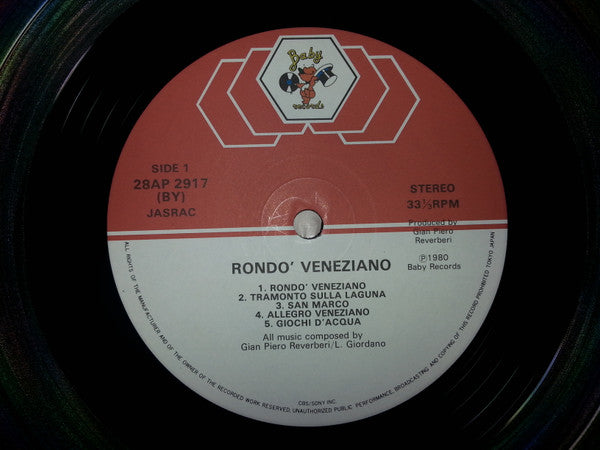 Baby
records
SIDE 1
28AP 2917
(BY)
JASRAC
STEREO
33⅓RPM
Produced by
Gian Piero
Reverberi
℗1980
Baby Records
RONDO' VENEZIANO
1. RONDO' VENEZIANO
2. TRAMONTO SULLA LAGUNA
3. SAN MARCO
4. ALLEGRO VENEZIANO
5. GIOCHI D'ACQUA
All music composed by
Gian Piero Reverberi/L. Giordano
CBS/SONY INC.
ALL RIGHTS OF THE MANUFACTURER AND OF THE OWNER OF THE RECORDED WORK RESERVED. UNAUTHORIZED PUBLIC PERFORMANCE, BROADCASTING AND COPYING OF THIS RECORD PROHIBITED TOKYO JAPAN